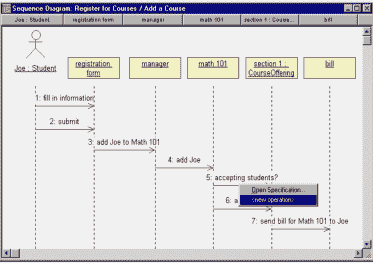 Sequence Diagram: Register for Courses / Add a Course
Joe : Student registration form manager math 101 section 1 : Course... bill
Joe : Student
registration form
manager
math 101
section 1 : CourseOffering
bill
1: fill in information
2: submit
3: add Joe to Math 101
4: add Joe
5: accepting students?
Open Specification...
6: a
<new operation>
7: send bill for Math 101 to Joe